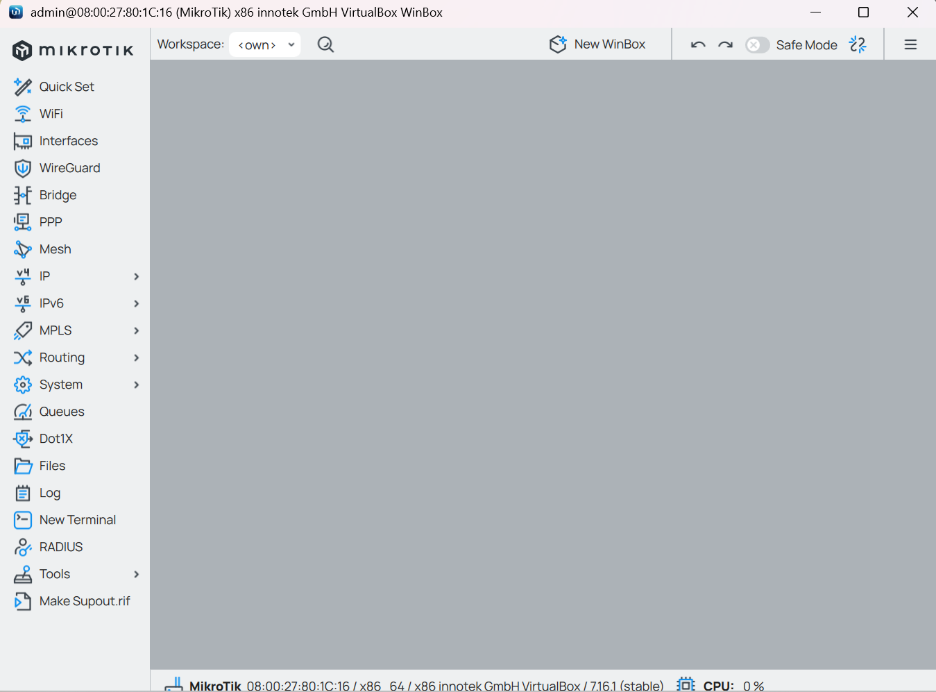 admin@08:00:27:80:1C:16 (MikroTik) x86 innotek GmbH VirtualBox WinBox
MIKROTIK
Workspace: <own> New WinBox Safe Mode
Quick Set
WiFi
Interfaces
WireGuard
Bridge
PPP
Mesh
v4 IP
v6 IPv6
MPLS
Routing
System
Queues
Dot1X
Files
Log
New Terminal
RADIUS
Tools
Make Supout.rif
MikroTik 08:00:27:80:1C:16 / x86_64 / x86 innotek GmbH VirtualBox / 7.16.1 (stable) CPU: 0 %